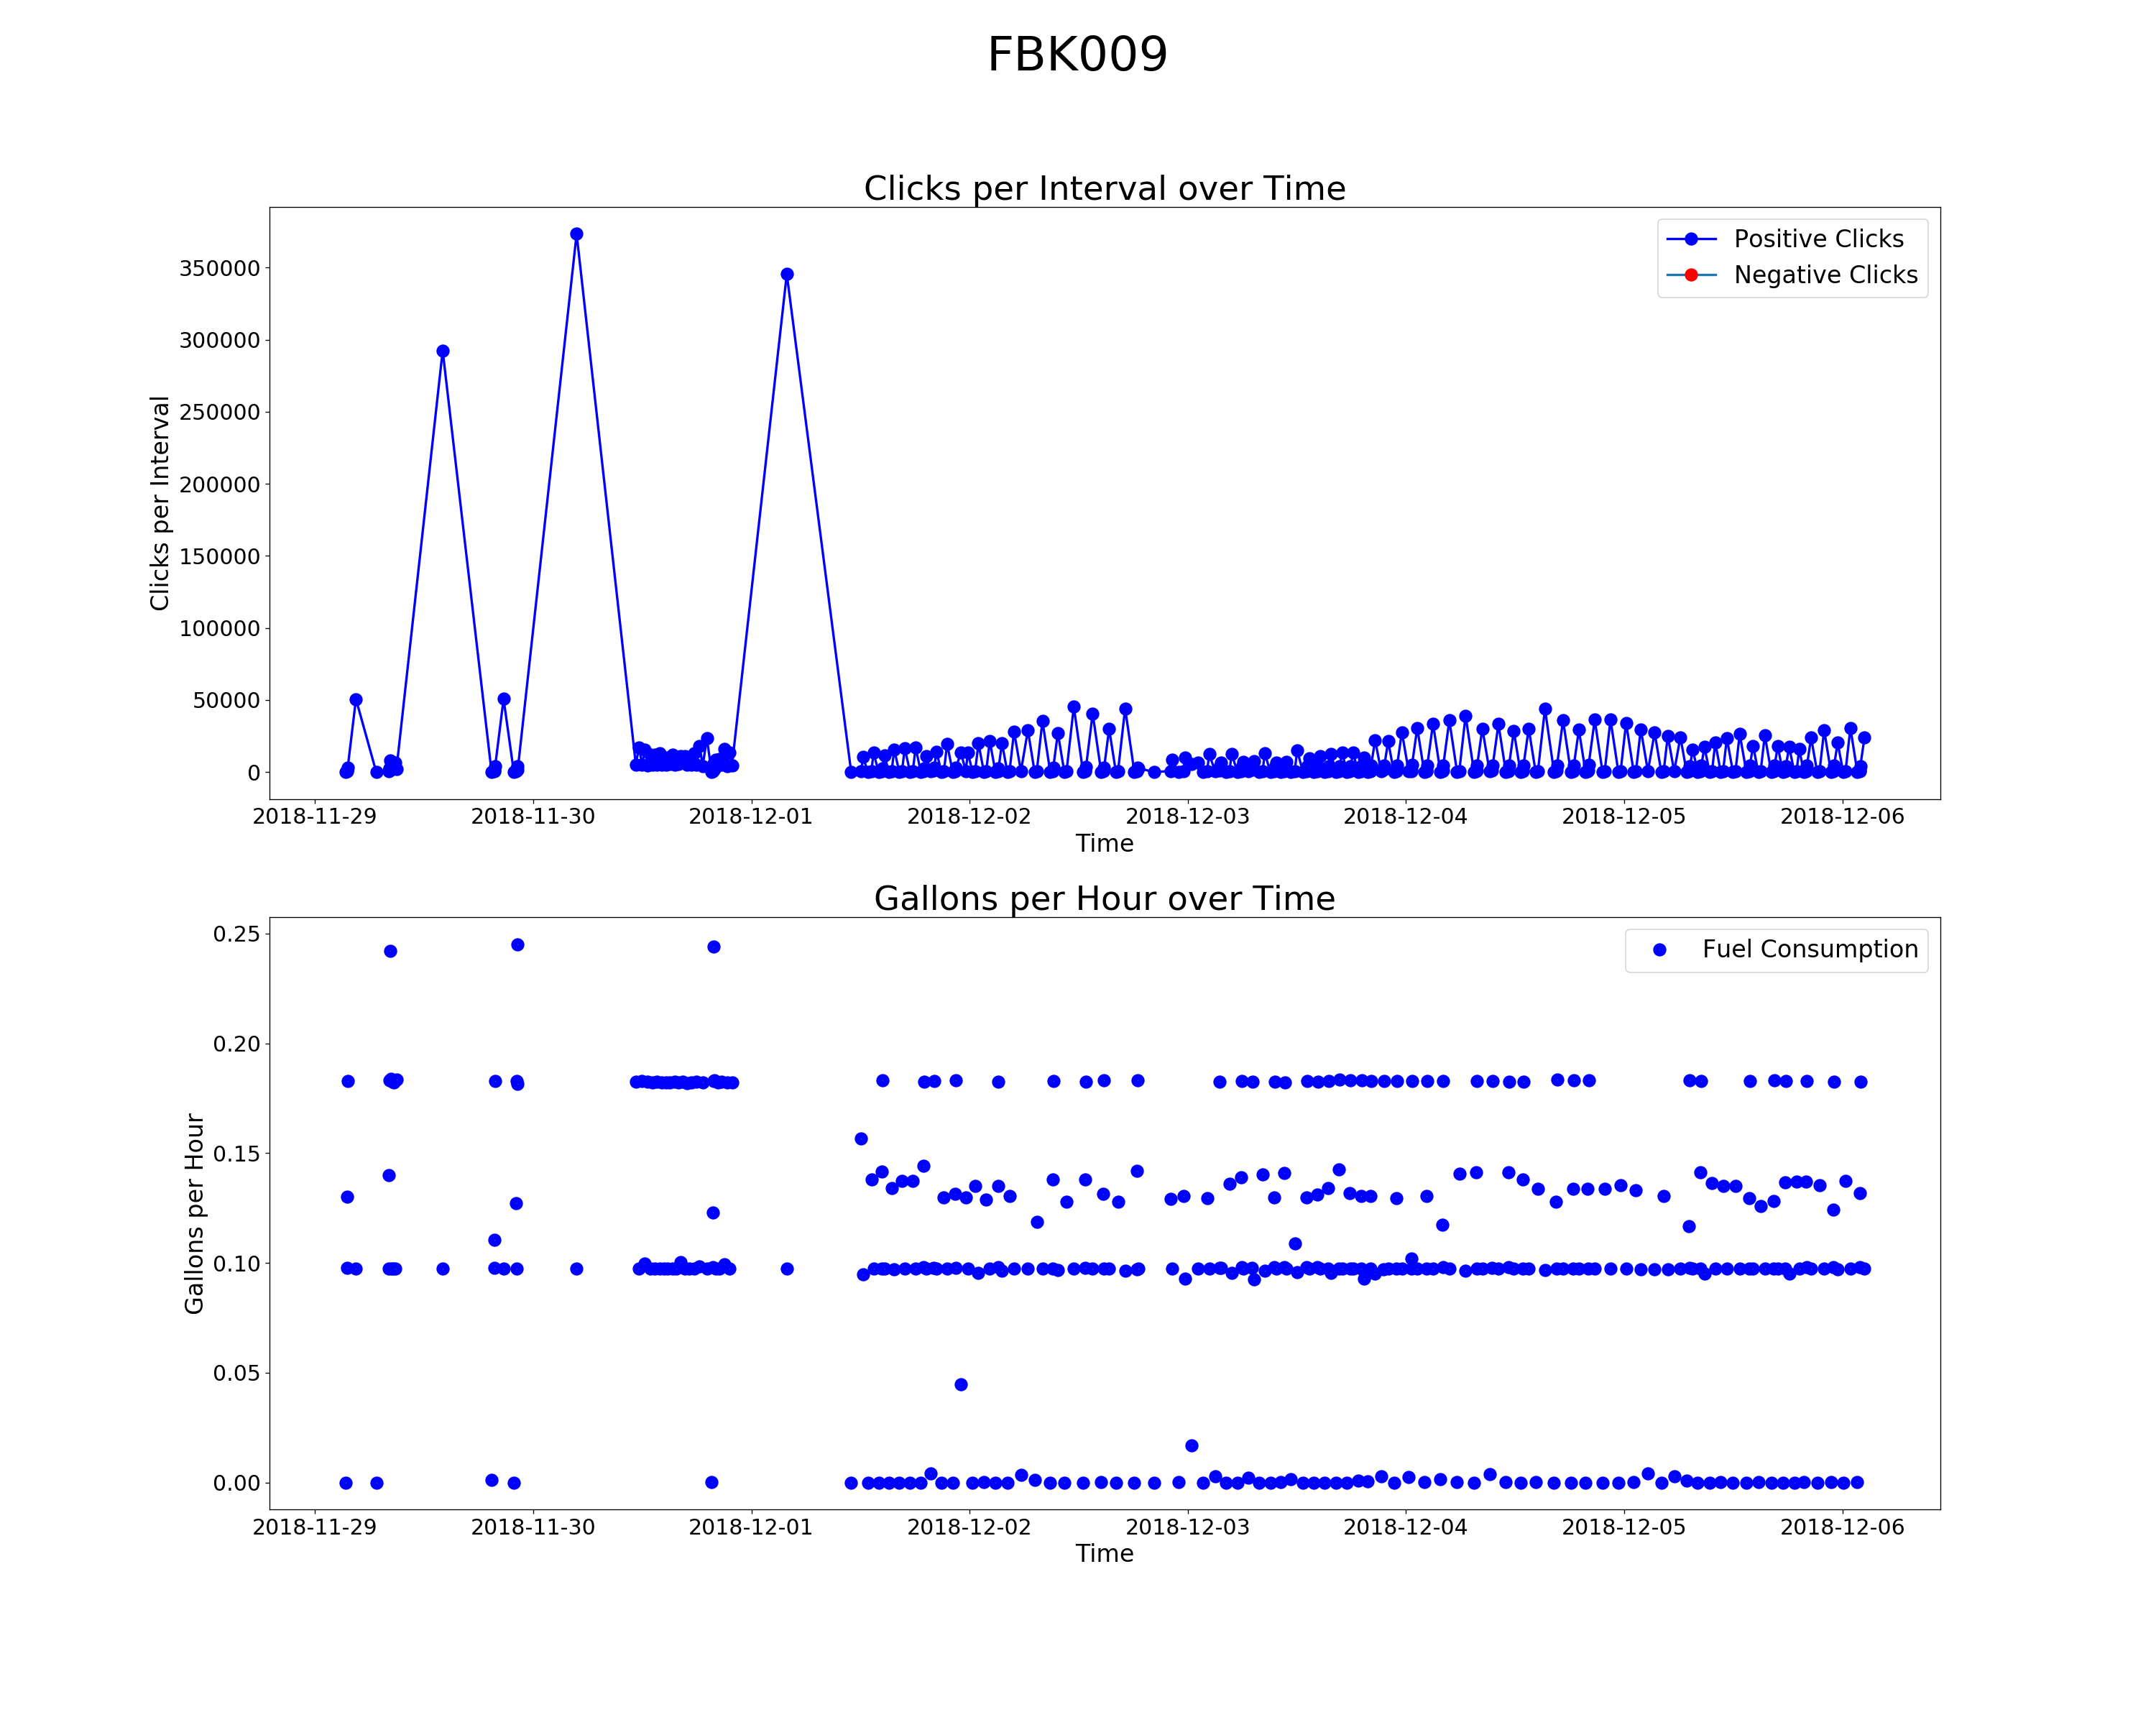 FBK009
Clicks per Interval over Time
Positive Clicks
Negative Clicks
350000
300000
250000
200000
150000
100000
50000
0
Clicks per Interval
2018-11-29 2018-11-30 2018-12-01 2018-12-02 2018-12-03 2018-12-04 2018-12-05 2018-12-06
Time
Gallons per Hour over Time
Fuel Consumption
0.25
0.20
0.15
0.10
0.05
0.00
Gallons per Hour
2018-11-29 2018-11-30 2018-12-01 2018-12-02 2018-12-03 2018-12-04 2018-12-05 2018-12-06
Time